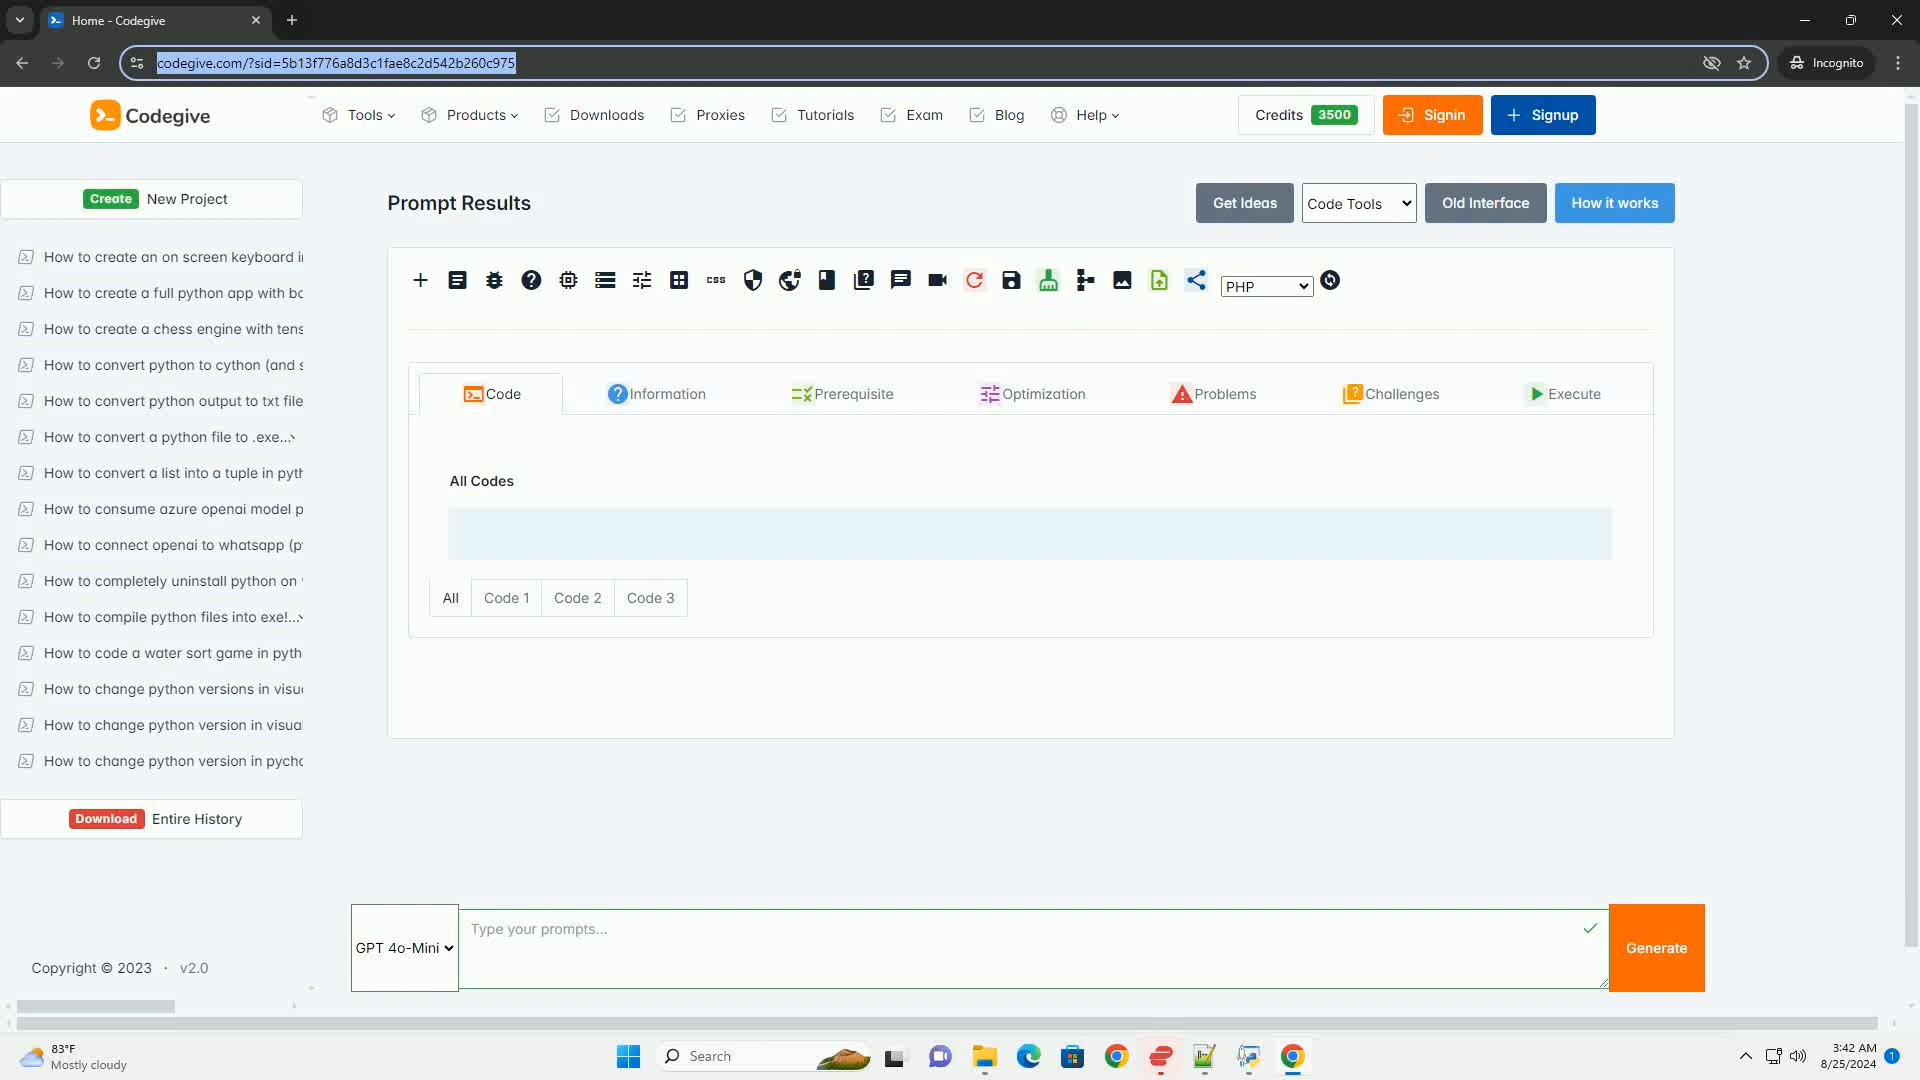 Home - Codegive
codegive.com/?sid=5b13f776a8d3c1fae8c2d542b260c975
Incognito
Codegive
Tools
Products
Downloads
Proxies
Tutorials
Exam
Blog
Help
Credits 3500
Signin
Signup
Create New Project
How to create an on screen keyboard i
How to create a full python app with ba
How to create a chess engine with tens
How to convert python to cython (and s
How to convert python output to txt file
How to convert a python file to .exe...
How to convert a list into a tuple in pyth
How to consume azure openai model p
How to connect openai to whatsapp (p
How to completely uninstall python on
How to compile python files into exe!...
How to code a water sort game in pyth
How to change python versions in visu
How to change python version in visua
How to change python version in pych
Download Entire History
Copyright © 2023 · v2.0
Prompt Results
Get Ideas
Code Tools
Old Interface
How it works
css
PHP
Code
Information
Prerequisite
Optimization
Problems
Challenges
Execute
All Codes
All
Code 1
Code 2
Code 3
GPT 4o-Mini
Type your prompts...
Generate
83°F
Mostly cloudy
Search
3:42 AM
8/25/2024
1